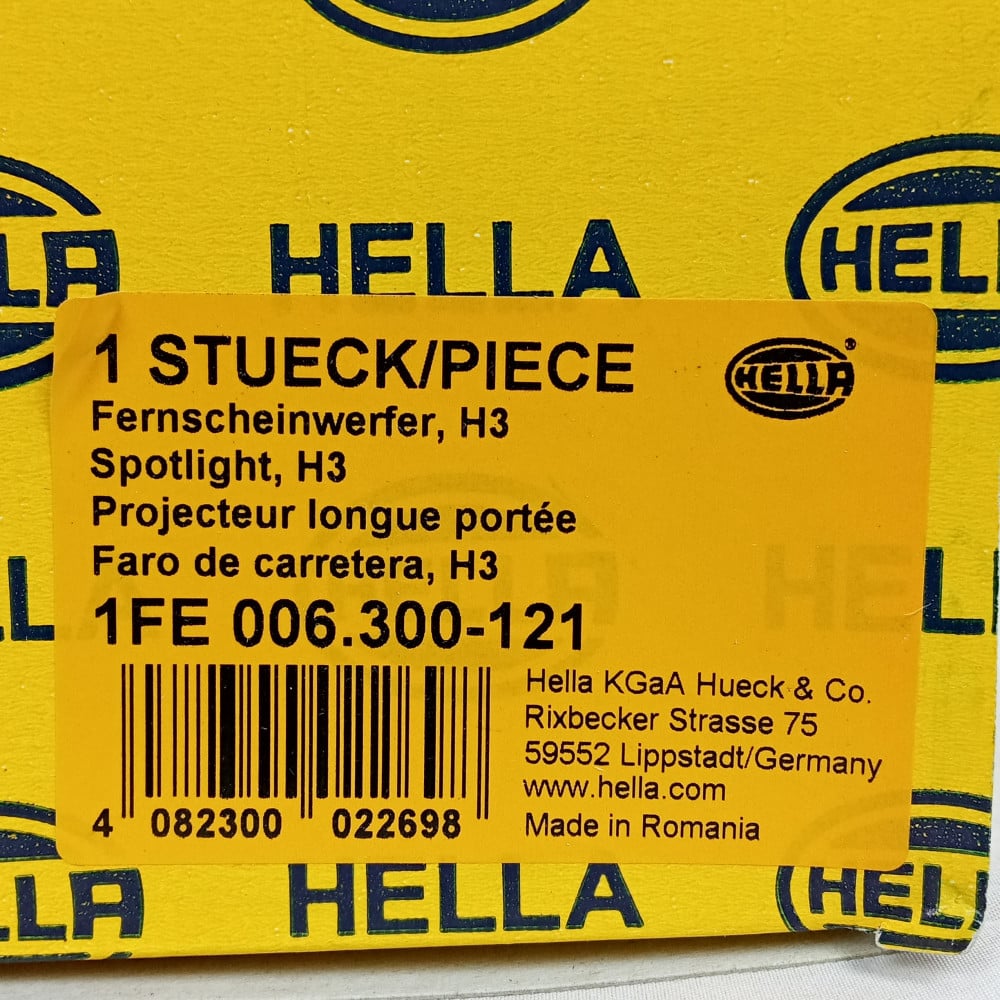 HELLA
HELLA
1 STUECK/PIECE
HELLA®
Fernscheinwerfer, H3
Spotlight, H3
Projecteur longue portée
Faro de carretera, H3
1FE 006.300-121
Hella KGaA Hueck & Co.
Rixbecker Strasse 75
59552 Lippstadt/Germany
www.hella.com
Made in Romania
4 082300 022698
HELLA